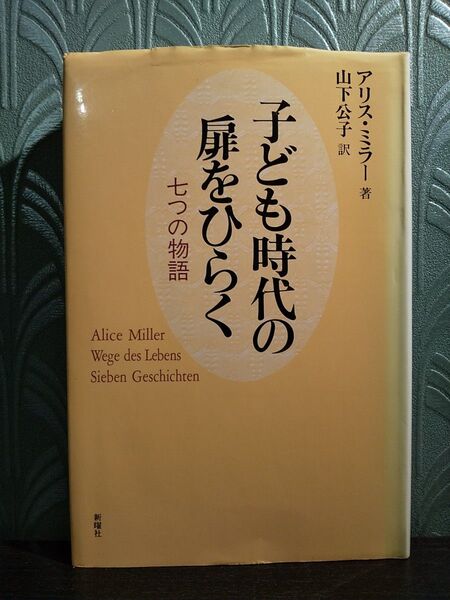 アリス・ミラー 著
山下公子 訳
子ども時代の
扉をひらく
七つの物語
Alice Miller
Wege des Lebens
Sieben Geschichten
新曜社